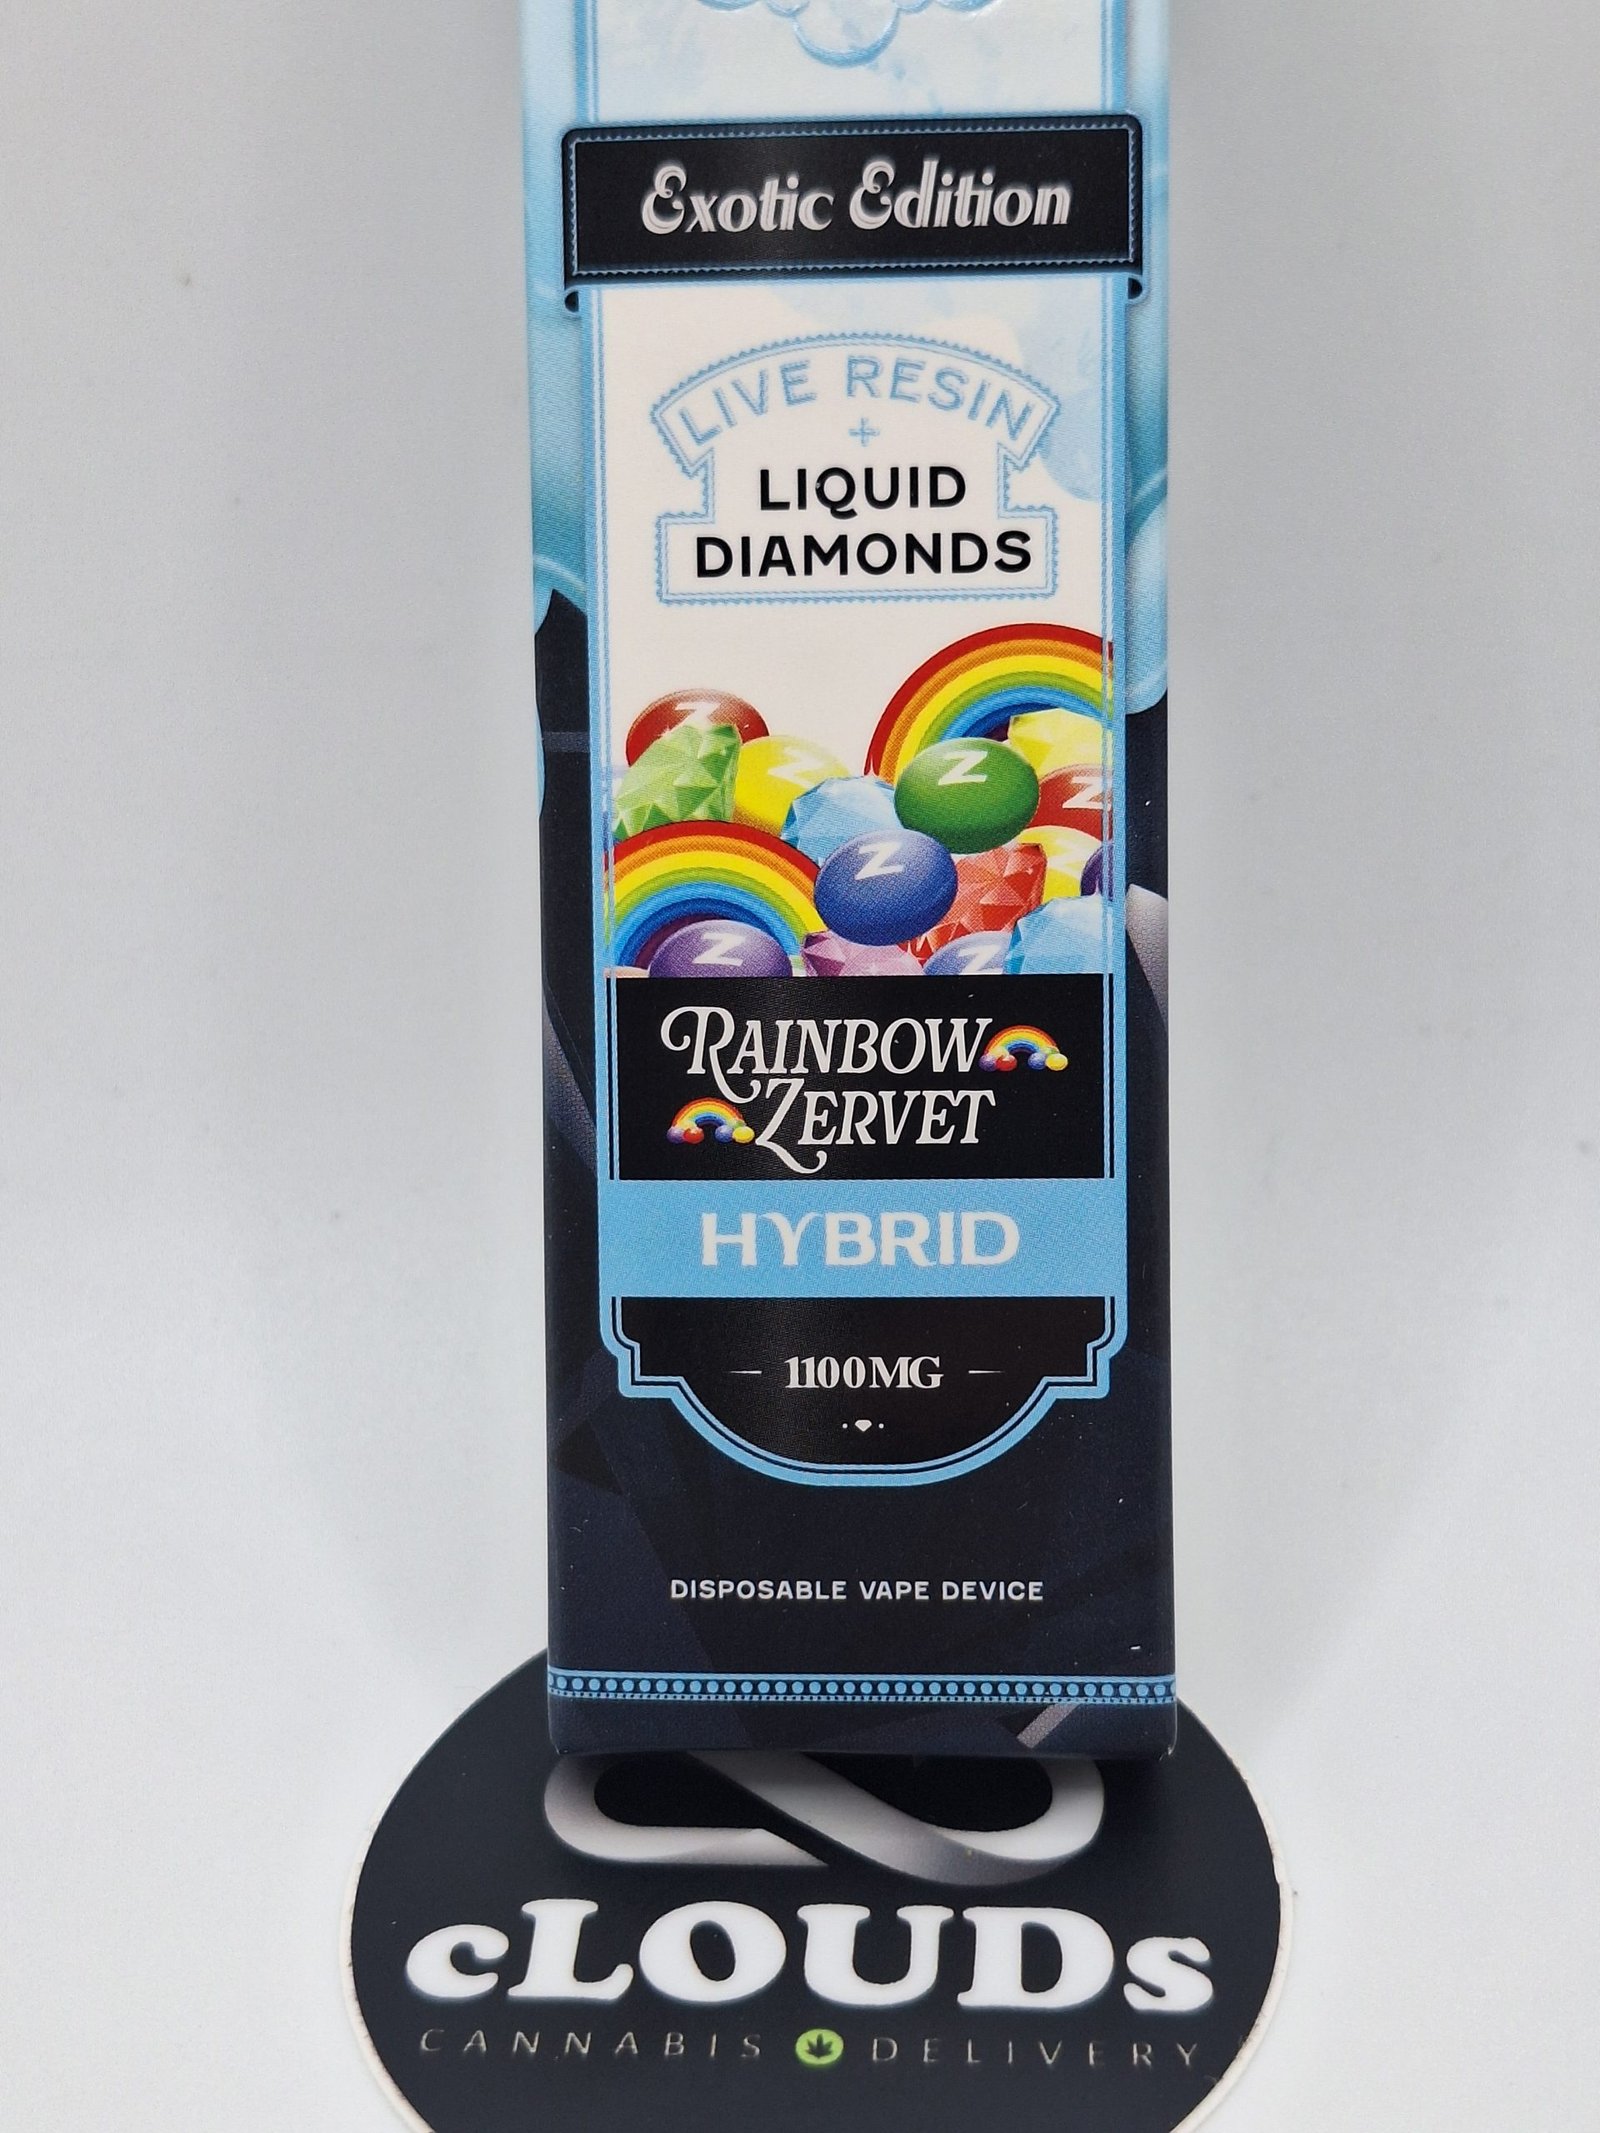 Exotic Edition
LIVE RESIN
+
LIQUID
DIAMONDS
Z
Z
Z
Z
Z
Z
Z
Z
RAINBOW
ZERVET
HYBRID
1100MG
DISPOSABLE VAPE DEVICE
cLOUDs
CANNABIS DELIVERY